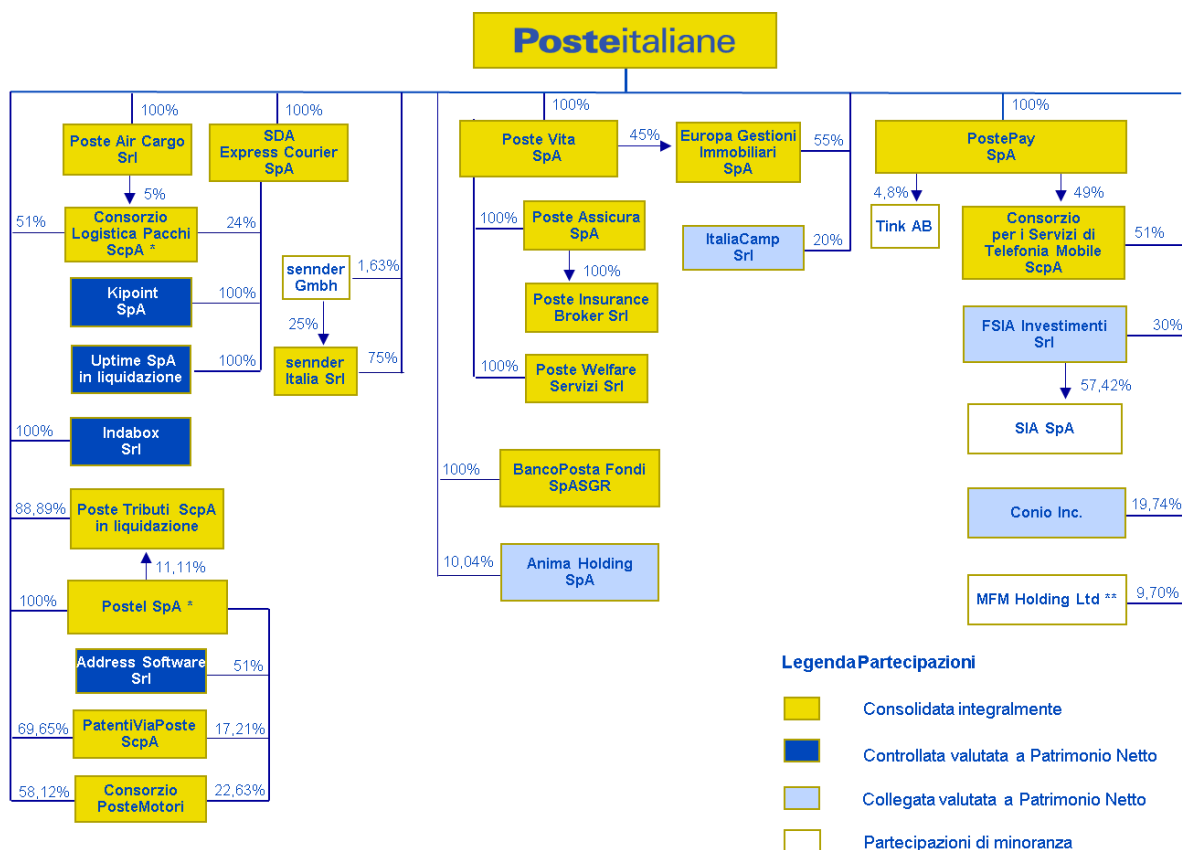 Posteitaliane
100%
Poste Air Cargo
Srl
5%
51%
Consorzio
Logistica Pacchi
ScpA *
24%
100%
SDA
Express Courier
SpA
Kipoint
SpA
100%
Uptime SpA
in liquidazione
100%
100%
Indabox
Srl
88,89%
Poste Tributi ScpA
in liquidazione
11,11%
100%
Postel SpA *
Address Software
Srl
51%
69,65%
PatentiViaPoste
ScpA
17,21%
58,12%
Consorzio
PosteMotori
22,63%
sennder
Gmbh
1,63%
25%
sennder
Italia Srl
75%
100%
Poste Vita
SpA
45%
Europa Gestioni
Immobiliari
SpA
55%
100%
Poste Assicura
SpA
100%
Poste Insurance
Broker Srl
100%
Poste Welfare
Servizi Srl
ItaliaCamp
Srl
20%
100%
BancoPosta Fondi
SpASGR
10,04%
Anima Holding
SpA
100%
PostePay
SpA
4,8%
Tink AB
49%
Consorzio
per i Servizi di
Telefonia Mobile
ScpA
51%
FSIA Investimenti
Srl
30%
57,42%
SIA SpA
Conio Inc.
19,74%
MFM Holding Ltd **
9,70%
LegendaPartecipazioni
Consolidata integralmente
Controllata valutata a Patrimonio Netto
Collegata valutata a Patrimonio Netto
Partecipazioni di minoranza